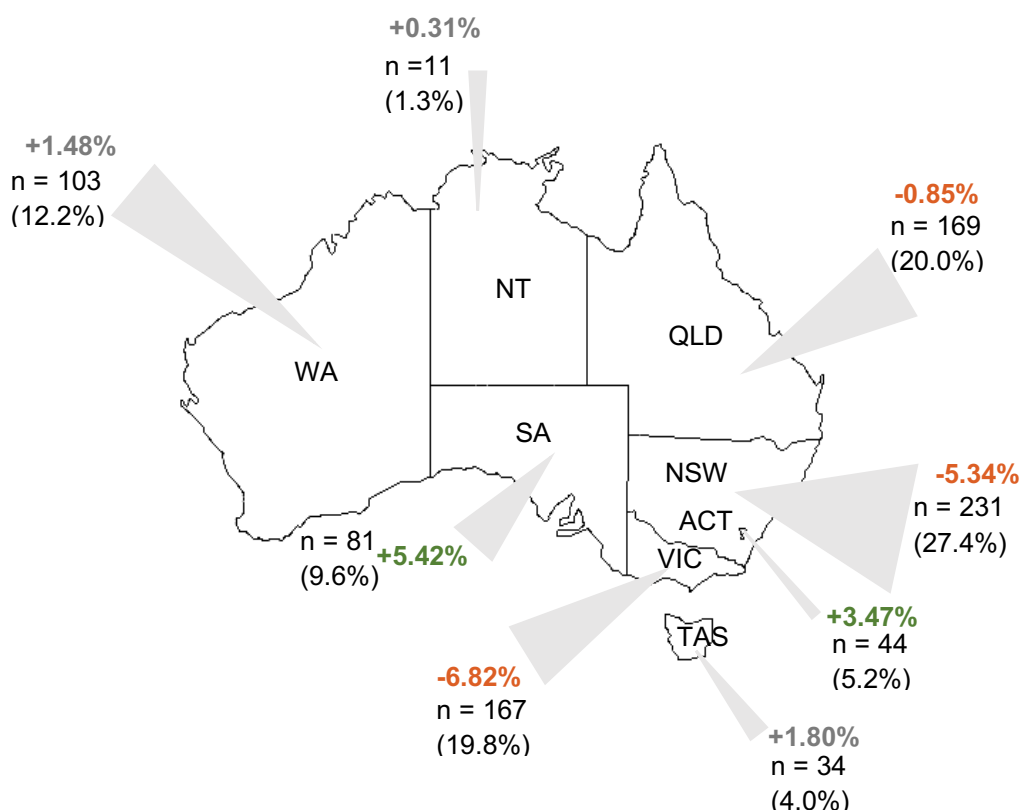 +0.31%
n =11
(1.3%)
+1.48%
n = 103
(12.2%)
-0.85%
n = 169
(20.0%)
NT
QLD
WA
SA
NSW
-5.34%
n = 231
(27.4%)
ACT
n = 81
(9.6%)
+5.42%
VIC
+3.47%
n = 44
(5.2%)
TAS
-6.82%
n = 167
(19.8%)
+1.80%
n = 34
(4.0%)